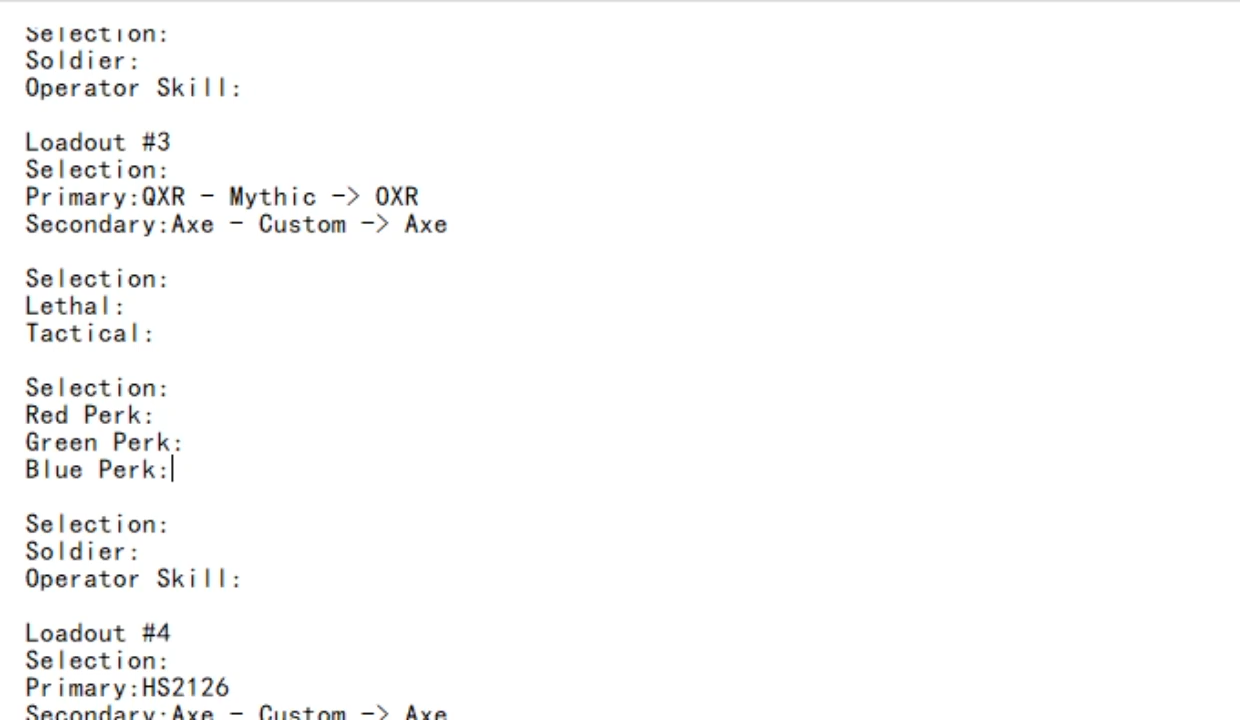 Selection:
Soldier:
Operator Skill:
Loadout #3
Selection:
Primary:QXR - Mythic -> OXR
Secondary:Axe - Custom -> Axe
Selection:
Lethal:
Tactical:
Selection:
Red Perk:
Green Perk:
Blue Perk:
Selection:
Soldier:
Operator Skill:
Loadout #4
Selection:
Primary:HS2126
Secondary:Axe - Custom -> Axe